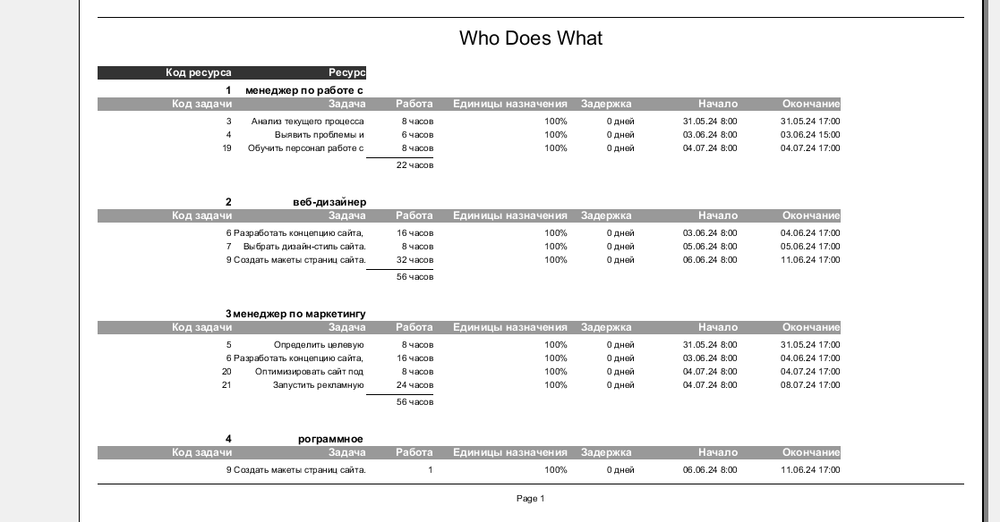 Who Does What
Код ресурса Ресурс
1 менеджер по работе с
Код задачи Задача Работа Единицы назначения Задержка Начало Окончание
3 Анализ текущего процесса 8 часов 100% 0 дней 31.05.24 8:00 31.05.24 17:00
4 Выявить проблемы и 6 часов 100% 0 дней 03.06.24 8:00 03.06.24 15:00
19 Обучить персонал работе с 8 часов 100% 0 дней 04.07.24 8:00 04.07.24 17:00
22 часов
2 веб-дизайнер
Код задачи Задача Работа Единицы назначения Задержка Начало Окончание
6 Разработать концепцию сайта, 16 часов 100% 0 дней 03.06.24 8:00 04.06.24 17:00
7 Выбрать дизайн-стиль сайта. 8 часов 100% 0 дней 05.06.24 8:00 05.06.24 17:00
9 Создать макеты страниц сайта. 32 часов 100% 0 дней 06.06.24 8:00 11.06.24 17:00
56 часов
3 менеджер по маркетингу
Код задачи Задача Работа Единицы назначения Задержка Начало Окончание
5 Определить целевую 8 часов 100% 0 дней 31.05.24 8:00 31.05.24 17:00
6 Разработать концепцию сайта, 16 часов 100% 0 дней 03.06.24 8:00 04.06.24 17:00
20 Оптимизировать сайт под 8 часов 100% 0 дней 04.07.24 8:00 04.07.24 17:00
21 Запустить рекламную 24 часов 100% 0 дней 04.07.24 8:00 08.07.24 17:00
56 часов
4 рограммное
Код задачи Задача Работа Единицы назначения Задержка Начало Окончание
9 Создать макеты страниц сайта. 1 100% 0 дней 06.06.24 8:00 11.06.24 17:00
Page 1